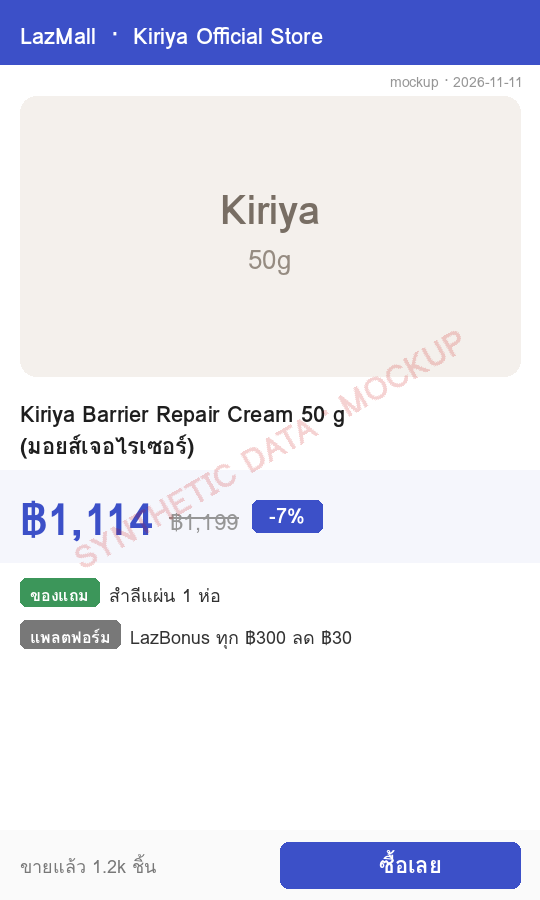 LazMall · Kiriya Official Store
mockup · 2026-11-11
Kiriya
50g
SYNTHETIC DATA · MOCKUP
Kiriya Barrier Repair Cream 50 g
(มอยส์เจอไรเซอร์)
฿1,114 ฿1,199 -7%
ของแถม สำลีแผ่น 1 ห่อ
แพลตฟอร์ม LazBonus ทุก ฿300 ลด ฿30
ขายแล้ว 1.2k ชิ้น ซื้อเลย